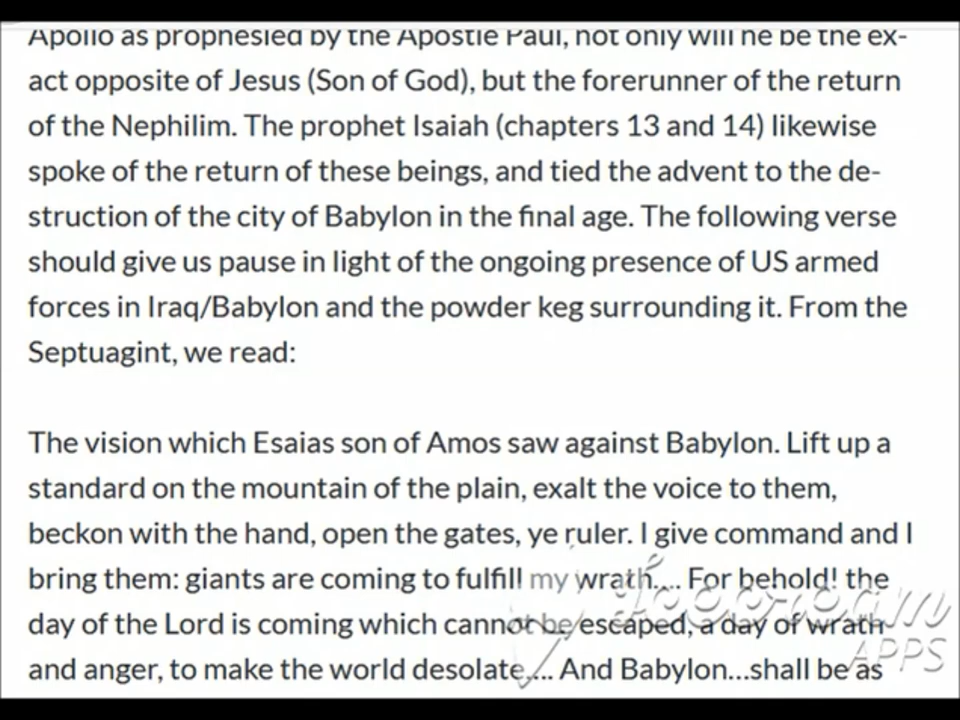 Apollo as prophesied by the Apostle Paul, not only will he be the ex-
act opposite of Jesus (Son of God), but the forerunner of the return
of the Nephilim. The prophet Isaiah (chapters 13 and 14) likewise
spoke of the return of these beings, and tied the advent to the de-
struction of the city of Babylon in the final age. The following verse
should give us pause in light of the ongoing presence of US armed
forces in Iraq/Babylon and the powder keg surrounding it. From the
Septuagint, we read:
The vision which Esaias son of Amos saw against Babylon. Lift up a
standard on the mountain of the plain, exalt the voice to them,
beckon with the hand, open the gates, ye ruler. I give command and I
bring them: giants are coming to fulfill my wrath.... For behold! the
day of the Lord is coming which cannot be escaped, a day of wrath
and anger, to make the world desolate.... And Babylon...shall be as
APPS